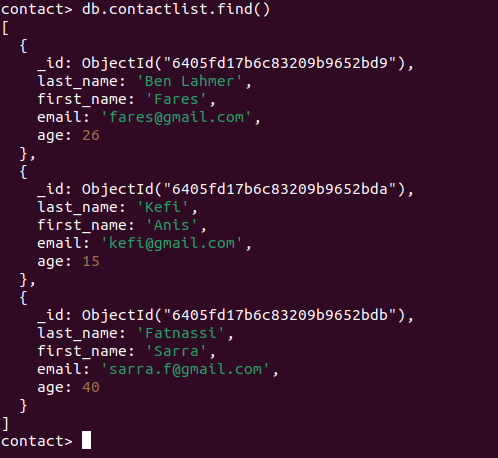 contact> db.contactlist.find()
[
  {
    _id: ObjectId("6405fd17b6c83209b9652bd9"),
    last_name: 'Ben Lahmer',
    first_name: 'Fares',
    email: 'fares@gmail.com',
    age: 26
  },
  {
    _id: ObjectId("6405fd17b6c83209b9652bda"),
    last_name: 'Kefi',
    first_name: 'Anis',
    email: 'kefi@gmail.com',
    age: 15
  },
  {
    _id: ObjectId("6405fd17b6c83209b9652bdb"),
    last_name: 'Fatnassi',
    first_name: 'Sarra',
    email: 'sarra.f@gmail.com',
    age: 40
  }
]
contact>